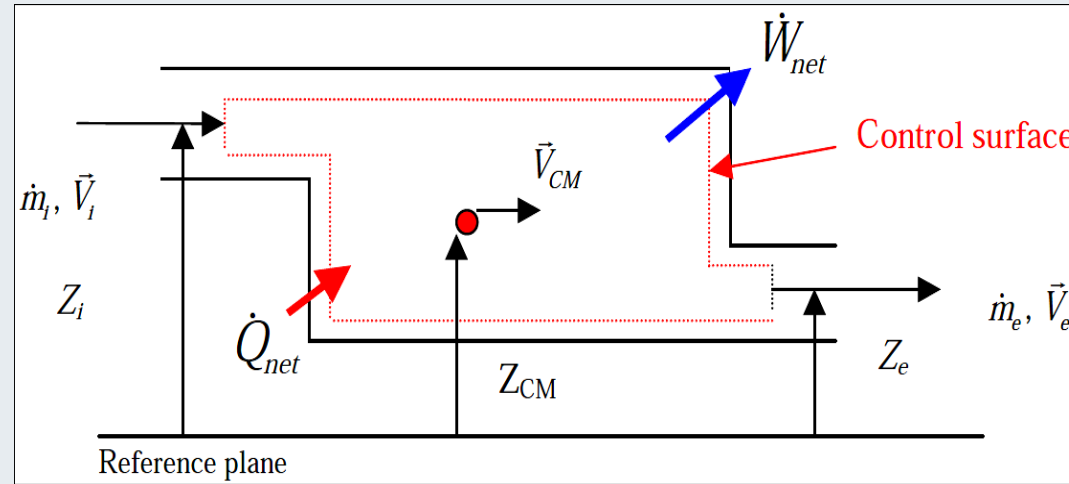 Ẇnet
Control surface
V⃗CM
ṁi, V⃗i
Zi
Q̇net
ZCM
ṁe, V⃗e
Ze
Reference plane